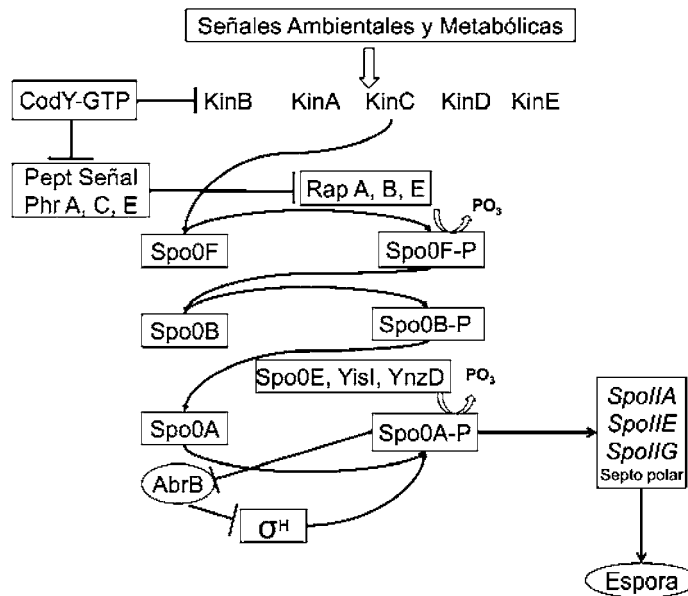 Señales Ambientales y Metabólicas
CodY-GTP
KinB KinA KinC KinD KinE
Pept Señal
Phr A, C, E
Rap A, B, E
PO3
Spo0F
Spo0F-P
Spo0B
Spo0B-P
Spo0E, YisI, YnzD
PO3
Spo0A
Spo0A-P
SpoIIA
SpoIIE
SpoIIG
Septo polar
AbrB
σH
Espora